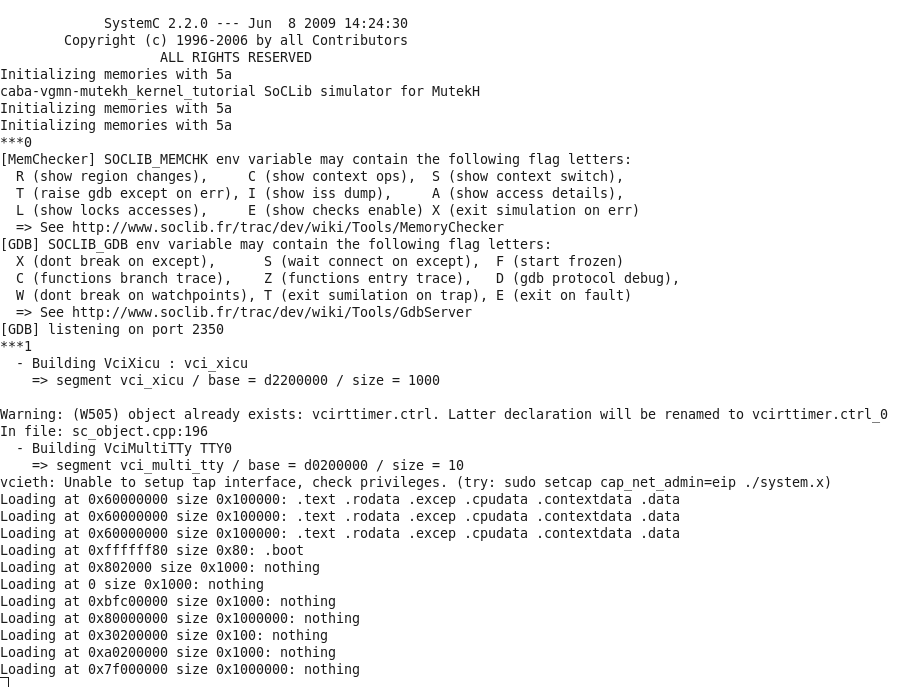 SystemC 2.2.0 --- Jun  8 2009 14:24:30
Copyright (c) 1996-2006 by all Contributors
ALL RIGHTS RESERVED
Initializing memories with 5a
caba-vgmn-mutekh_kernel_tutorial SoCLib simulator for MutekH
Initializing memories with 5a
Initializing memories with 5a
***0
[MemChecker] SOCLIB_MEMCHK env variable may contain the following flag letters:
  R (show region changes),     C (show context ops),  S (show context switch),
  T (raise gdb except on err), I (show iss dump),     A (show access details),
  L (show locks accesses),     E (show checks enable) X (exit simulation on err)
  => See http://www.soclib.fr/trac/dev/wiki/Tools/MemoryChecker
[GDB] SOCLIB_GDB env variable may contain the following flag letters:
  X (dont break on except),      S (wait connect on except),  F (start frozen)
  C (functions branch trace),    Z (functions entry trace),   D (gdb protocol debug),
  W (dont break on watchpoints), T (exit sumilation on trap), E (exit on fault)
  => See http://www.soclib.fr/trac/dev/wiki/Tools/GdbServer
[GDB] listening on port 2350
***1
  - Building VciXicu : vci_xicu
    => segment vci_xicu / base = d2200000 / size = 1000
Warning: (W505) object already exists: vcirttimer.ctrl. Latter declaration will be renamed to vcirttimer.ctrl_0
In file: sc_object.cpp:196
  - Building VciMultiTTy TTY0
    => segment vci_multi_tty / base = d0200000 / size = 10
vcieth: Unable to setup tap interface, check privileges. (try: sudo setcap cap_net_admin=eip ./system.x)
Loading at 0x60000000 size 0x100000: .text .rodata .excep .cpudata .contextdata .data
Loading at 0x60000000 size 0x100000: .text .rodata .excep .cpudata .contextdata .data
Loading at 0x60000000 size 0x100000: .text .rodata .excep .cpudata .contextdata .data
Loading at 0xffffff80 size 0x80: .boot
Loading at 0x802000 size 0x1000: nothing
Loading at 0 size 0x1000: nothing
Loading at 0xbfc00000 size 0x1000: nothing
Loading at 0x80000000 size 0x1000000: nothing
Loading at 0x30200000 size 0x100: nothing
Loading at 0xa0200000 size 0x1000: nothing
Loading at 0x7f000000 size 0x1000000: nothing